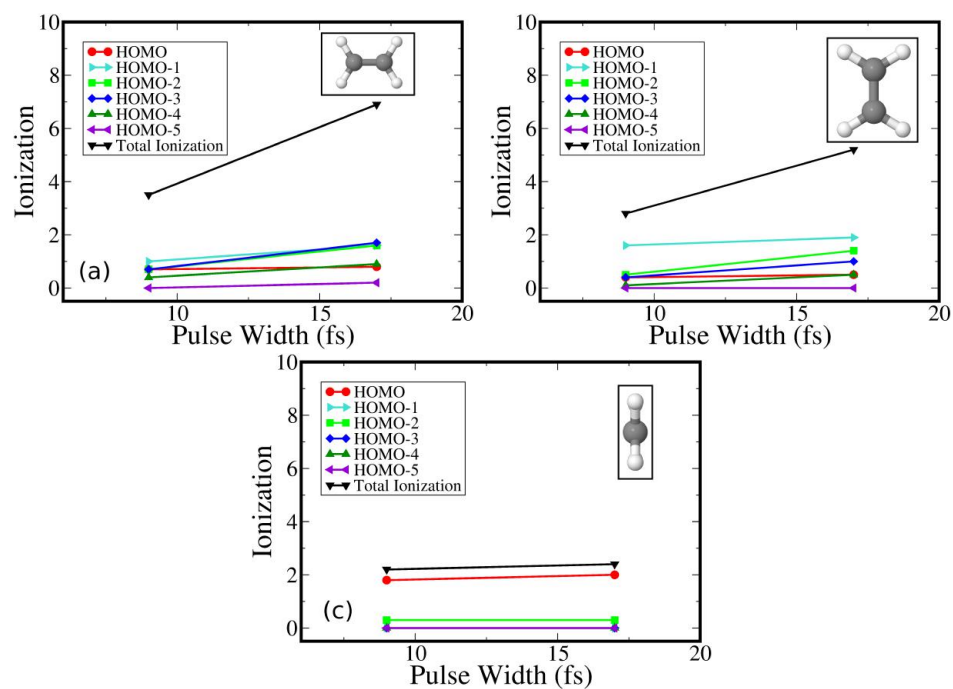 10
8
6
4
2
0
Ionization
HOMO
HOMO-1
HOMO-2
HOMO-3
HOMO-4
HOMO-5
Total Ionization
(a)
10
15
20
Pulse Width (fs)
10
8
6
4
2
0
Ionization
HOMO
HOMO-1
HOMO-2
HOMO-3
HOMO-4
HOMO-5
Total Ionization
10
15
20
Pulse Width (fs)
10
8
6
4
2
0
Ionization
HOMO
HOMO-1
HOMO-2
HOMO-3
HOMO-4
HOMO-5
Total Ionization
(c)
10
15
20
Pulse Width (fs)